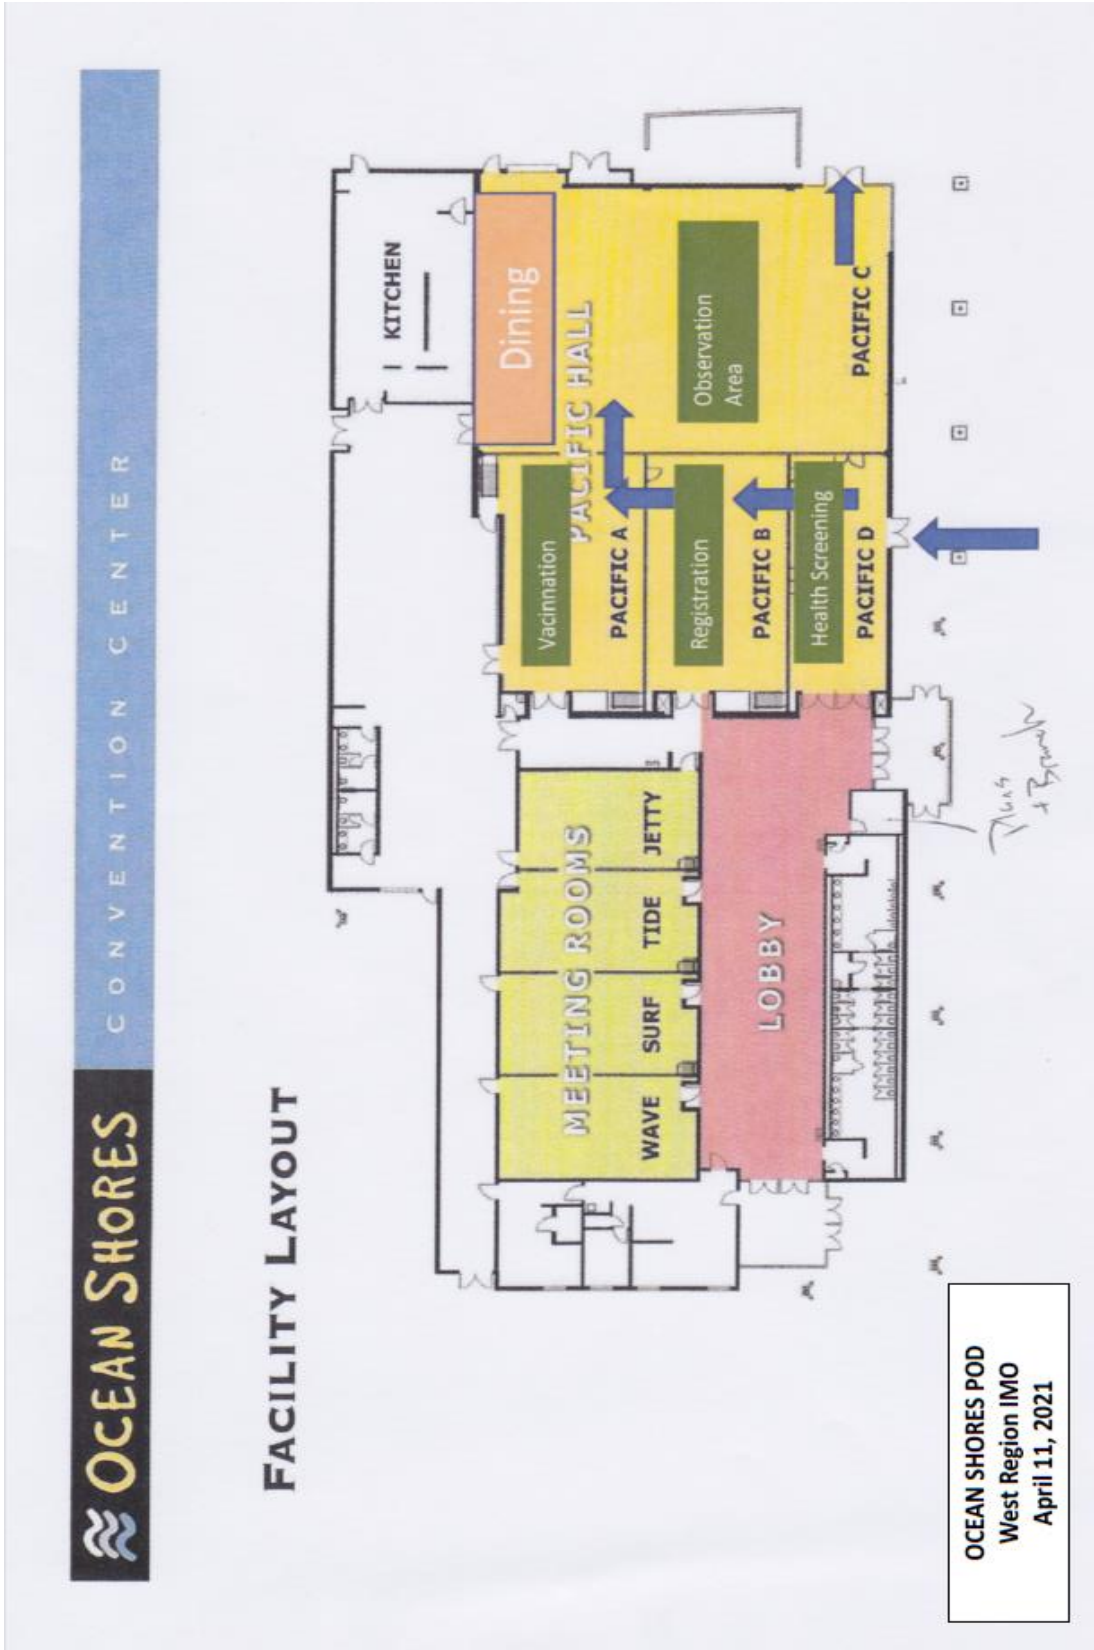 OCEAN SHORES
CONVENTION CENTER
FACILITY LAYOUT
KITCHEN
Dining
PACIFIC HALL
Vacinnation
PACIFIC A
Observation
Area
Registration
PACIFIC B
Health Screening
PACIFIC D
PACIFIC C
MEETING ROOMS
WAVE
SURF
TIDE
JETTY
LOBBY
OCEAN SHORES POD
West Region IMO
April 11, 2021